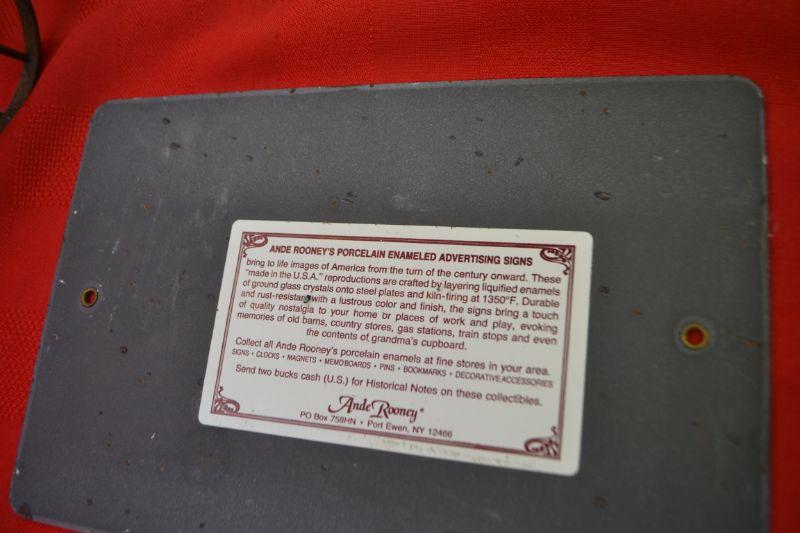 ANDE ROONEY'S PORCELAIN ENAMELED ADVERTISING SIGNS
bring to life images of America from the turn of the century onward. These
"made in the U.S.A." reproductions are crafted by layering liquified enamels
of ground glass crystals onto steel plates and kiln-firing at 1350°F. Durable
and rust-resistant with a lustrous color and finish, the signs bring a touch
of quality nostalgia to your home or places of work and play, evoking
memories of old barns, country stores, gas stations, train stops and even
the contents of grandma's cupboard.
Collect all Ande Rooney's porcelain enamels at fine stores in your area.
SIGNS • CLOCKS • MAGNETS • MEMOBOARDS • PINS • BOOKMARKS • DECORATIVE ACCESSORIES
Send two bucks cash (U.S.) for Historical Notes on these collectibles.
Ande Rooney®
PO Box 758HN • Port Ewen, NY 12466